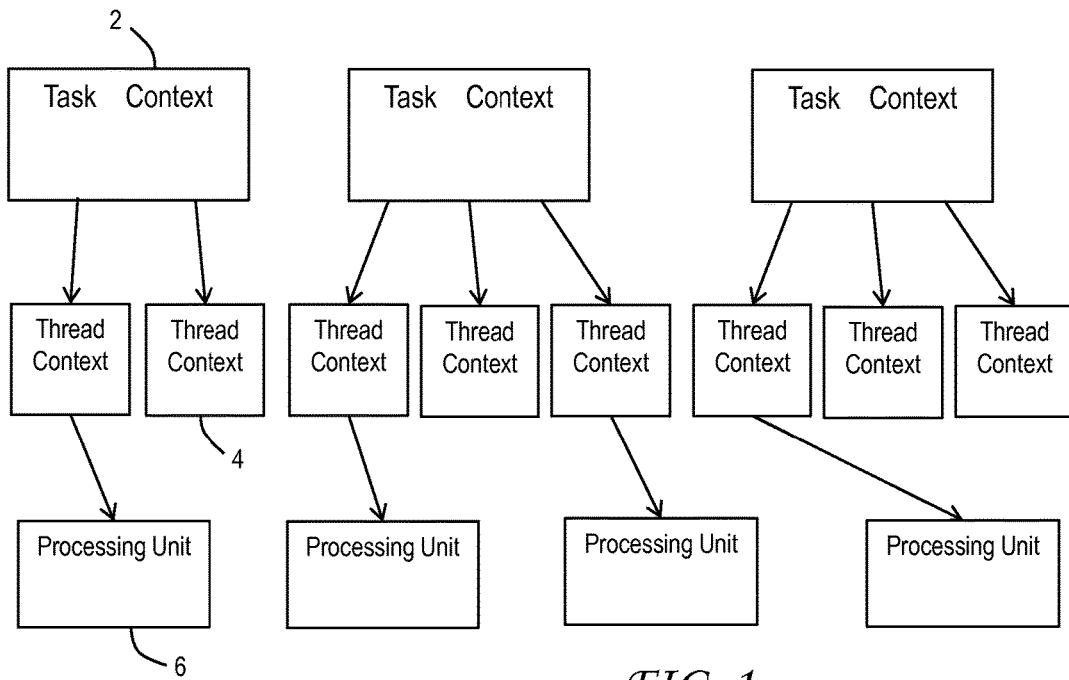 2
Task Context
Task Context
Task Context
Thread
Context
Thread
Context
Thread
Context
Thread
Context
Thread
Context
Thread
Context
Thread
Context
Thread
Context
4
Processing Unit
Processing Unit
Processing Unit
Processing Unit
6
FIG. 1